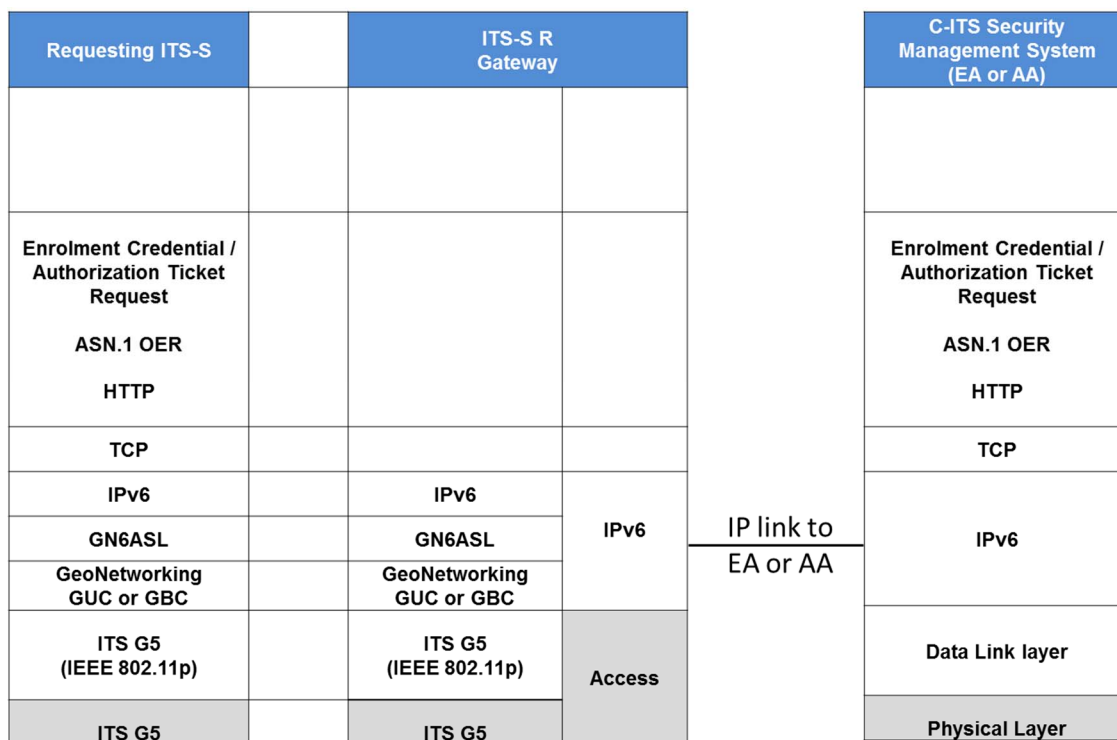 Requesting ITS-S
ITS-S R
Gateway
C-ITS Security
Management System
(EA or AA)
Enrolment Credential /
Authorization Ticket
Request
ASN.1 OER
HTTP
Enrolment Credential /
Authorization Ticket
Request
ASN.1 OER
HTTP
TCP
TCP
IPv6
IPv6
IPv6
IP link to
EA or AA
IPv6
GN6ASL
GN6ASL
GeoNetworking
GUC or GBC
GeoNetworking
GUC or GBC
ITS G5
(IEEE 802.11p)
ITS G5
(IEEE 802.11p)
Access
Data Link layer
ITS G5
ITS G5
Physical Layer